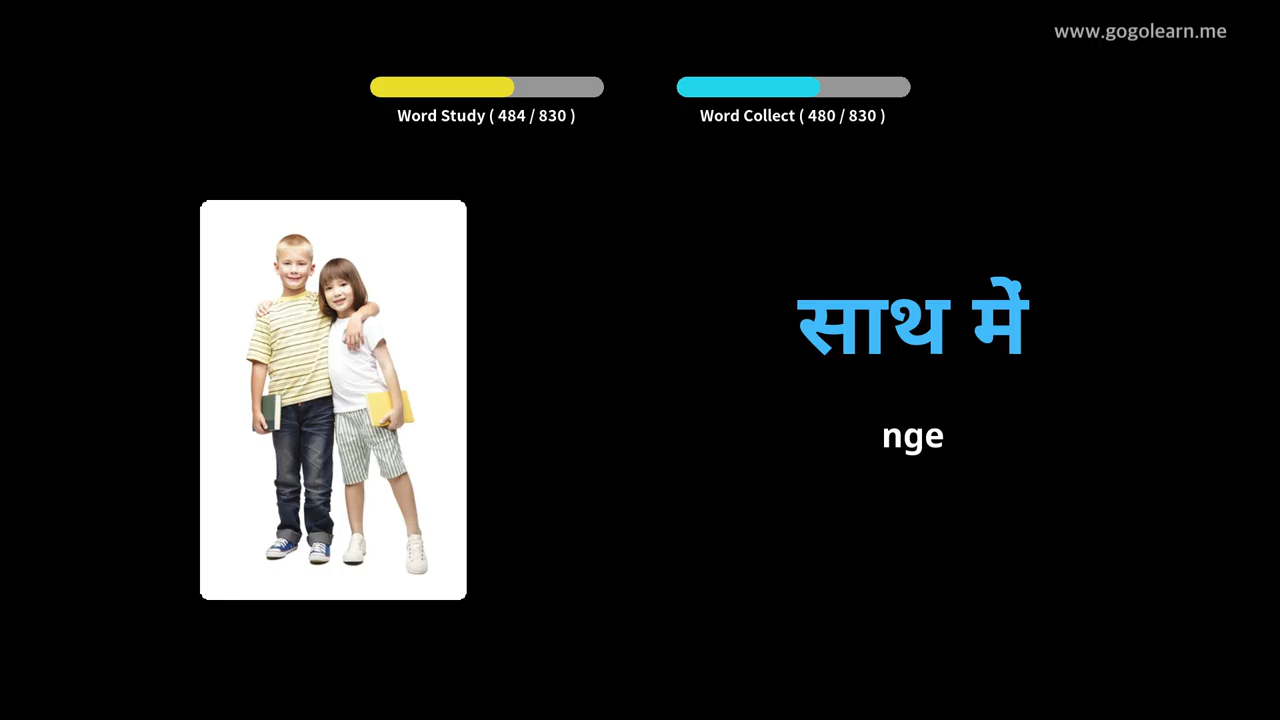 www.gogolearn.me
Word Study ( 484 / 830 )
Word Collect ( 480 / 830 )
साथ में
nge